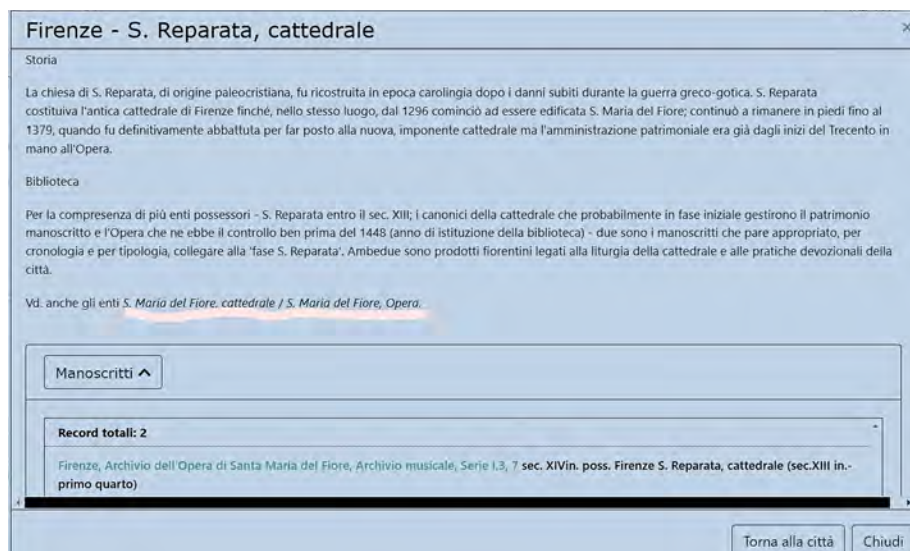 Firenze - S. Reparata, cattedrale
Storia
La chiesa di S. Reparata, di origine paleocristiana, fu ricostruita in epoca carolingia dopo i danni subiti durante la guerra greco-gotica. S. Reparata
costituiva l'antica cattedrale di Firenze finché, nello stesso luogo, dal 1296 cominciò ad essere edificata S. Maria del Fiore; continuò a rimanere in piedi fino al
1379, quando fu definitivamente abbattuta per far posto alla nuova, imponente cattedrale ma l'amministrazione patrimoniale era già dagli inizi del Trecento in
mano all'Opera.
Biblioteca
Per la compresenza di più enti possessori - S. Reparata entro il sec. XIII; i canonici della cattedrale che probabilmente in fase iniziale gestirono il patrimonio
manoscritto e l'Opera che ne ebbe il controllo ben prima del 1448 (anno di istituzione della biblioteca) - due sono i manoscritti che pare appropriato, per
cronologia e per tipologia, collegare alla 'fase S. Reparata'. Ambedue sono prodotti fiorentini legati alla liturgia della cattedrale e alle pratiche devozionali della
città.
Vd. anche gli enti S. Maria del Fiore, cattedrale / S. Maria del Fiore, Opera.
Manoscritti
Record totali: 2
Firenze, Archivio dell'Opera di Santa Maria del Fiore, Archivio musicale, Serie I.3, 7 sec. XIVin. poss. Firenze S. Reparata, cattedrale (sec.XIII in.-
primo quarto)
Torna alla città
Chiudi